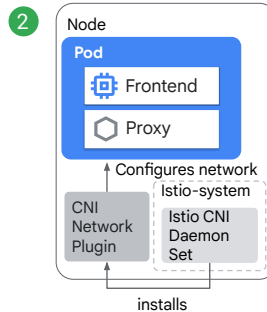 2
Node
Pod
Frontend
Proxy
Configures network
Istio-system
CNI
Network
Plugin
Istio CNI
Daemon
Set
installs